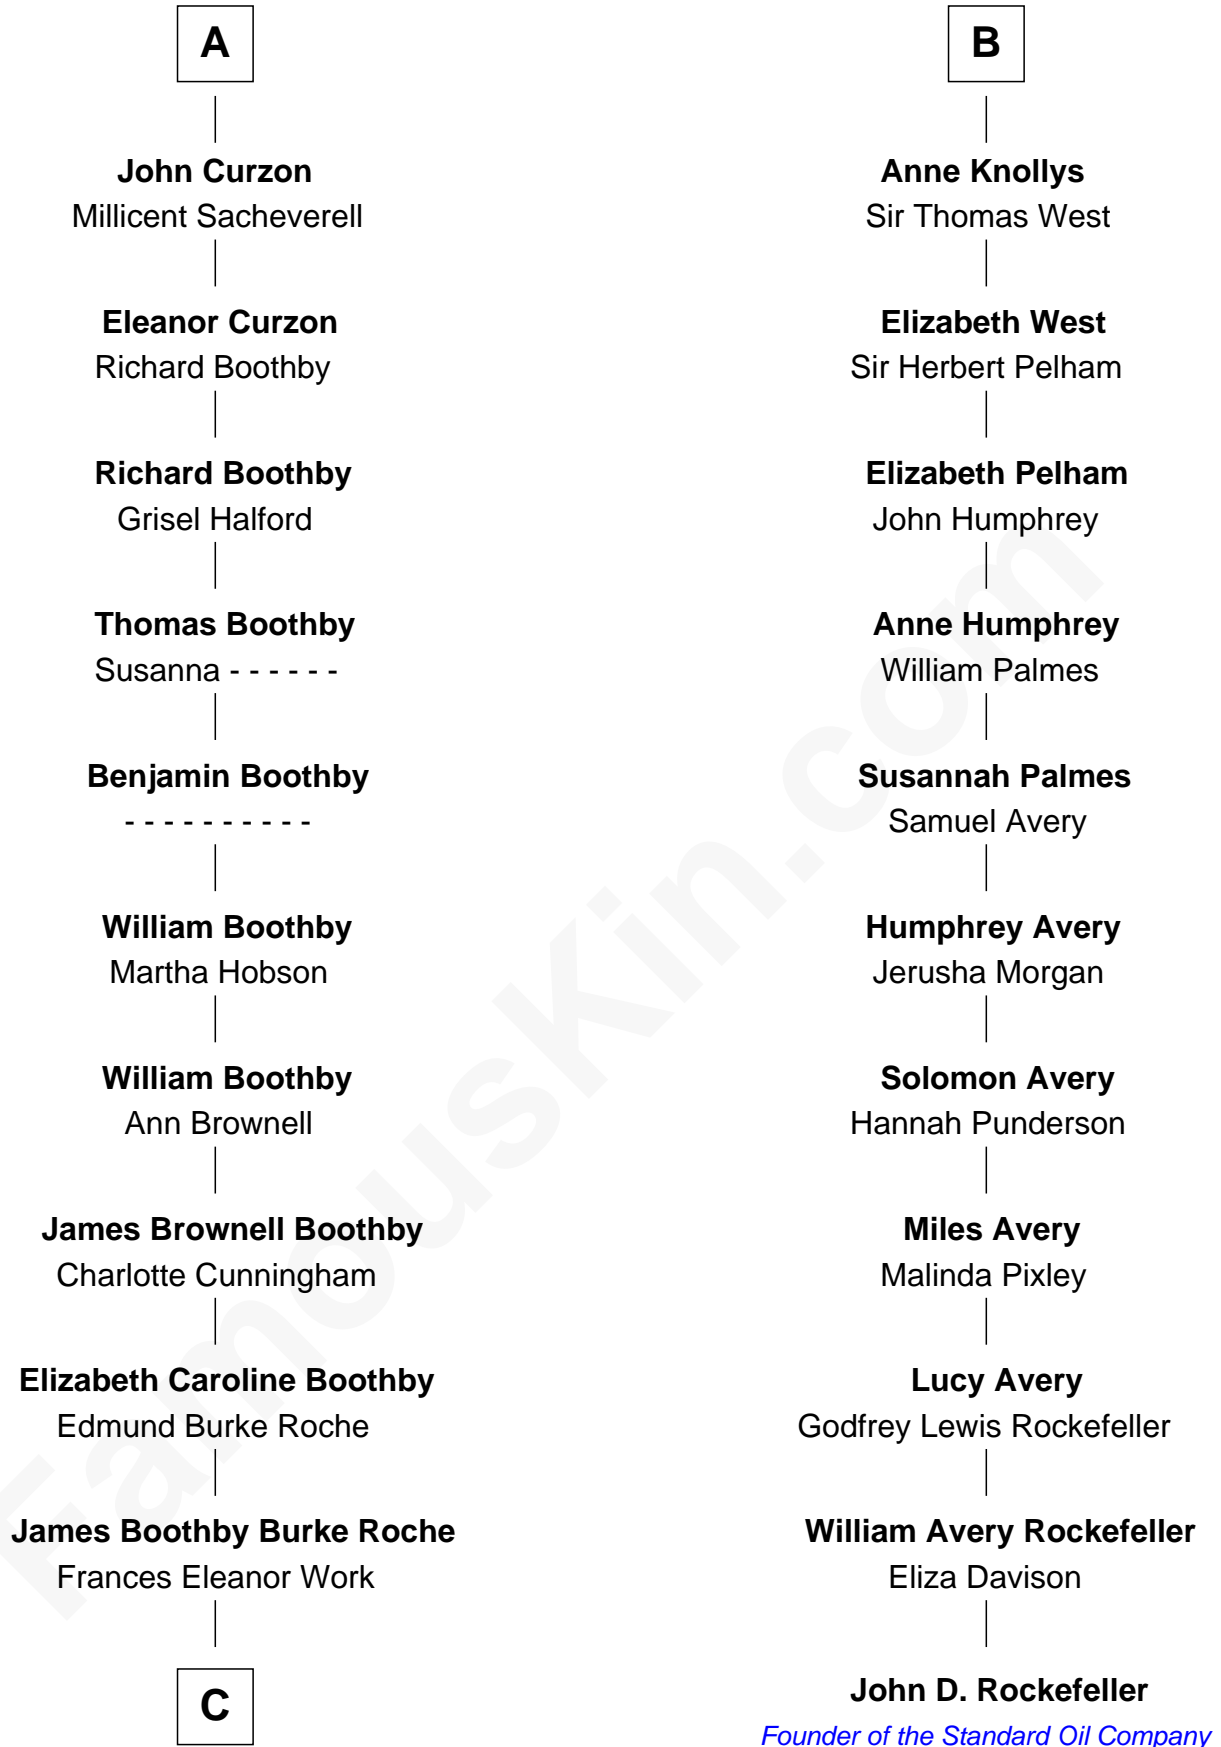 A
John Curzon
Millicent Sacheverell
Eleanor Curzon
Richard Boothby
Richard Boothby
Grisel Halford
Thomas Boothby
Susanna - - - - - -
Benjamin Boothby
- - - - - - - - - -
William Boothby
Martha Hobson
William Boothby
Ann Brownell
James Brownell Boothby
Charlotte Cunningham
Elizabeth Caroline Boothby
Edmund Burke Roche
James Boothby Burke Roche
Frances Eleanor Work
C
B
Anne Knollys
Sir Thomas West
Elizabeth West
Sir Herbert Pelham
Elizabeth Pelham
John Humphrey
Anne Humphrey
William Palmes
Susannah Palmes
Samuel Avery
Humphrey Avery
Jerusha Morgan
Solomon Avery
Hannah Punderson
Miles Avery
Malinda Pixley
Lucy Avery
Godfrey Lewis Rockefeller
William Avery Rockefeller
Eliza Davison
John D. Rockefeller
Founder of the Standard Oil Company
FamousKin.com